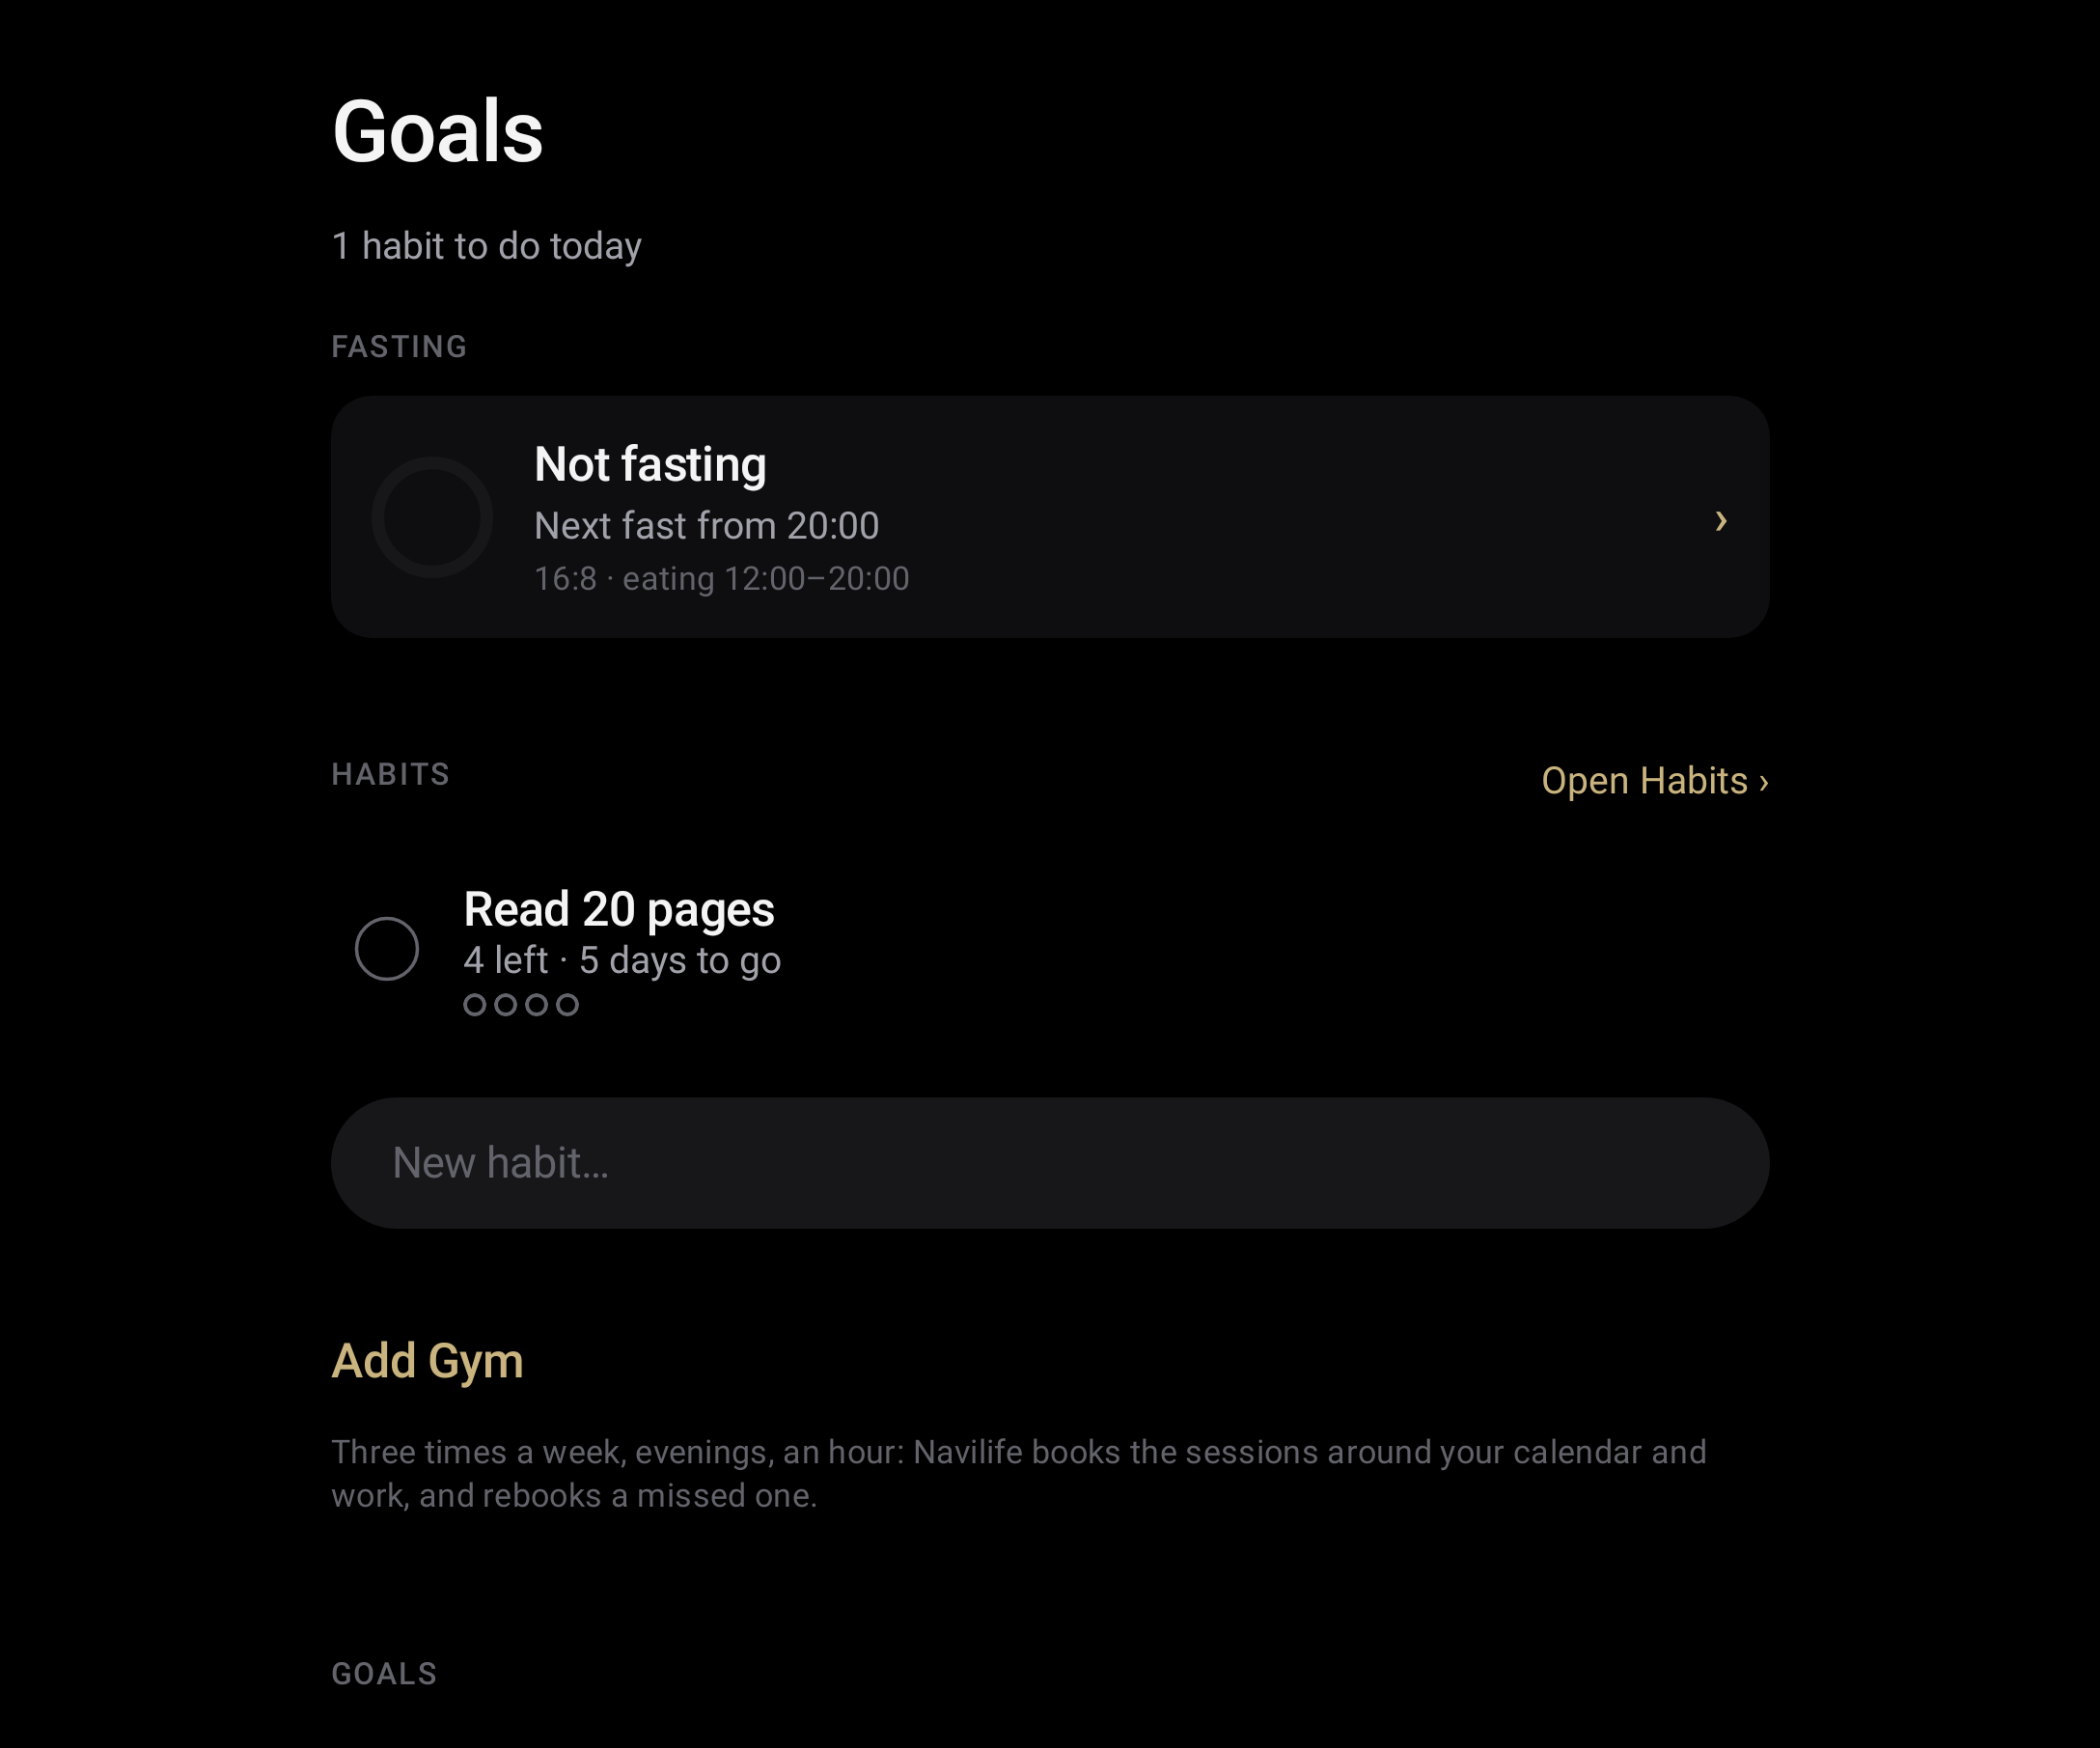 Goals
1 habit to do today
FASTING
Not fasting
Next fast from 20:00
16:8 · eating 12:00–20:00
›
HABITS
Open Habits ›
Read 20 pages
4 left · 5 days to go
New habit…
Add Gym
Three times a week, evenings, an hour: Navilife books the sessions around your calendar and
work, and rebooks a missed one.
GOALS